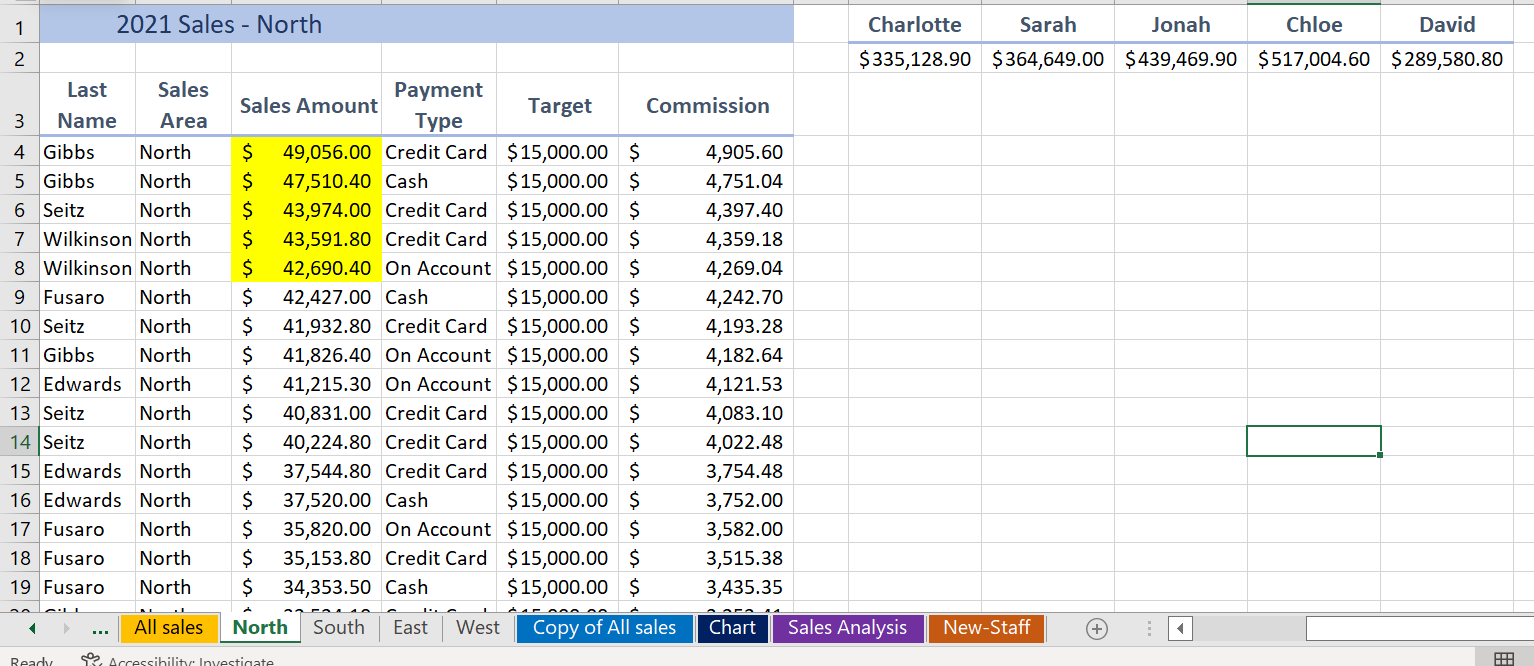 1 2021 Sales - North Charlotte Sarah Jonah Chloe David
2 $335,128.90 $364,649.00 $439,469.90 $517,004.60 $289,580.80
3 Last Name Sales Area Sales Amount Payment Type Target Commission
4 Gibbs North $ 49,056.00 Credit Card $15,000.00 $ 4,905.60
5 Gibbs North $ 47,510.40 Cash $15,000.00 $ 4,751.04
6 Seitz North $ 43,974.00 Credit Card $15,000.00 $ 4,397.40
7 Wilkinson North $ 43,591.80 Credit Card $15,000.00 $ 4,359.18
8 Wilkinson North $ 42,690.40 On Account $15,000.00 $ 4,269.04
9 Fusaro North $ 42,427.00 Cash $15,000.00 $ 4,242.70
10 Seitz North $ 41,932.80 Credit Card $15,000.00 $ 4,193.28
11 Gibbs North $ 41,826.40 On Account $15,000.00 $ 4,182.64
12 Edwards North $ 41,215.30 On Account $15,000.00 $ 4,121.53
13 Seitz North $ 40,831.00 Credit Card $15,000.00 $ 4,083.10
14 Seitz North $ 40,224.80 Credit Card $15,000.00 $ 4,022.48
15 Edwards North $ 37,544.80 Credit Card $15,000.00 $ 3,754.48
16 Edwards North $ 37,520.00 Cash $15,000.00 $ 3,752.00
17 Fusaro North $ 35,820.00 On Account $15,000.00 $ 3,582.00
18 Fusaro North $ 35,153.80 Credit Card $15,000.00 $ 3,515.38
19 Fusaro North $ 34,353.50 Cash $15,000.00 $ 3,435.35
... All sales North South East West Copy of All sales Chart Sales Analysis New-Staff
Ready Accessibility: Investigate